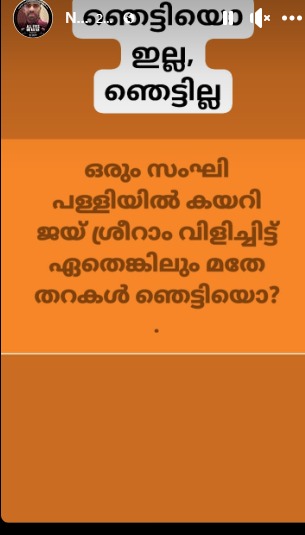 ഞെട്ടിയൊ
ഇല്ല,
ഞെട്ടില്ല
ഒരും സംഘി
പള്ളിയിൽ കയറി
ജയ് ശ്രീറാം വിളിച്ചിട്ട്
ഏതെങ്കിലും മതേ
തറകൾ ഞെട്ടിയൊ?
.